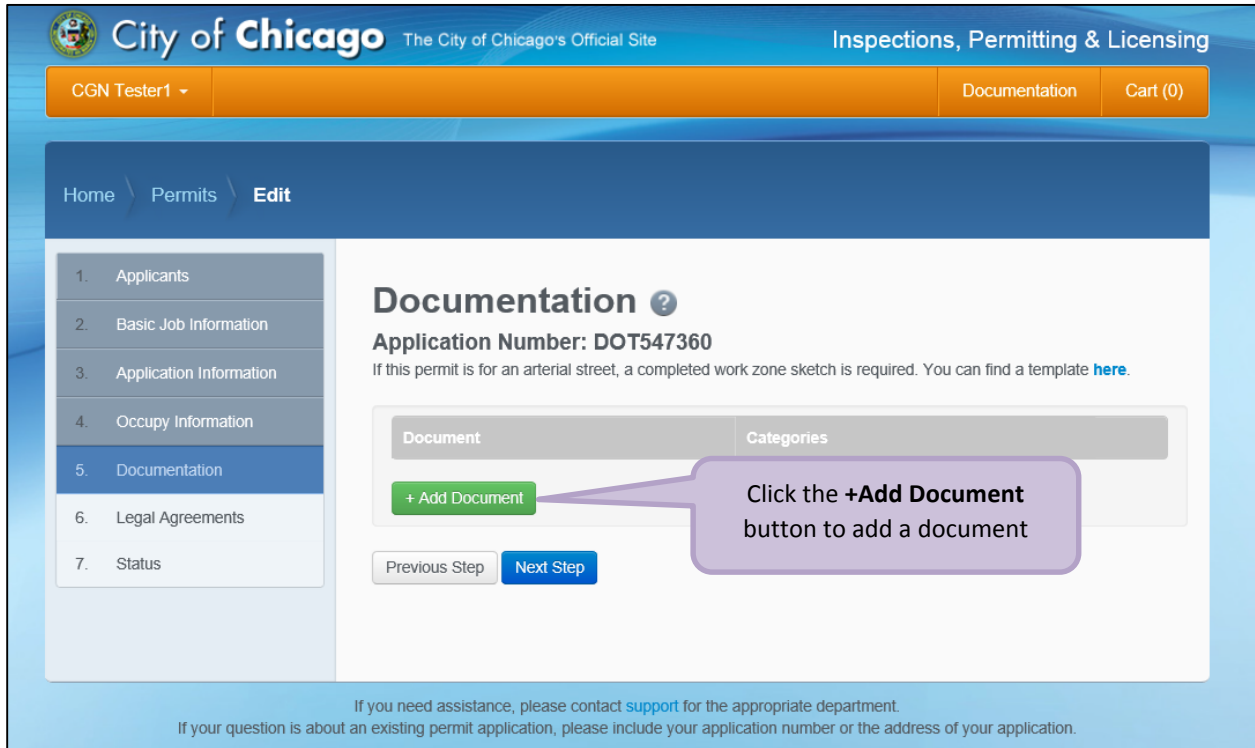 City of Chicago The City of Chicago's Official Site Inspections, Permitting & Licensing
CGN Tester1 Documentation Cart (0)
Home Permits Edit
1. Applicants
2. Basic Job Information
3. Application Information
4. Occupy Information
5. Documentation
6. Legal Agreements
7. Status
Documentation ?
Application Number: DOT547360
If this permit is for an arterial street, a completed work zone sketch is required. You can find a template here.
Document Categories
+ Add Document
Click the +Add Document
button to add a document
Previous Step Next Step
If you need assistance, please contact support for the appropriate department.
If your question is about an existing permit application, please include your application number or the address of your application.